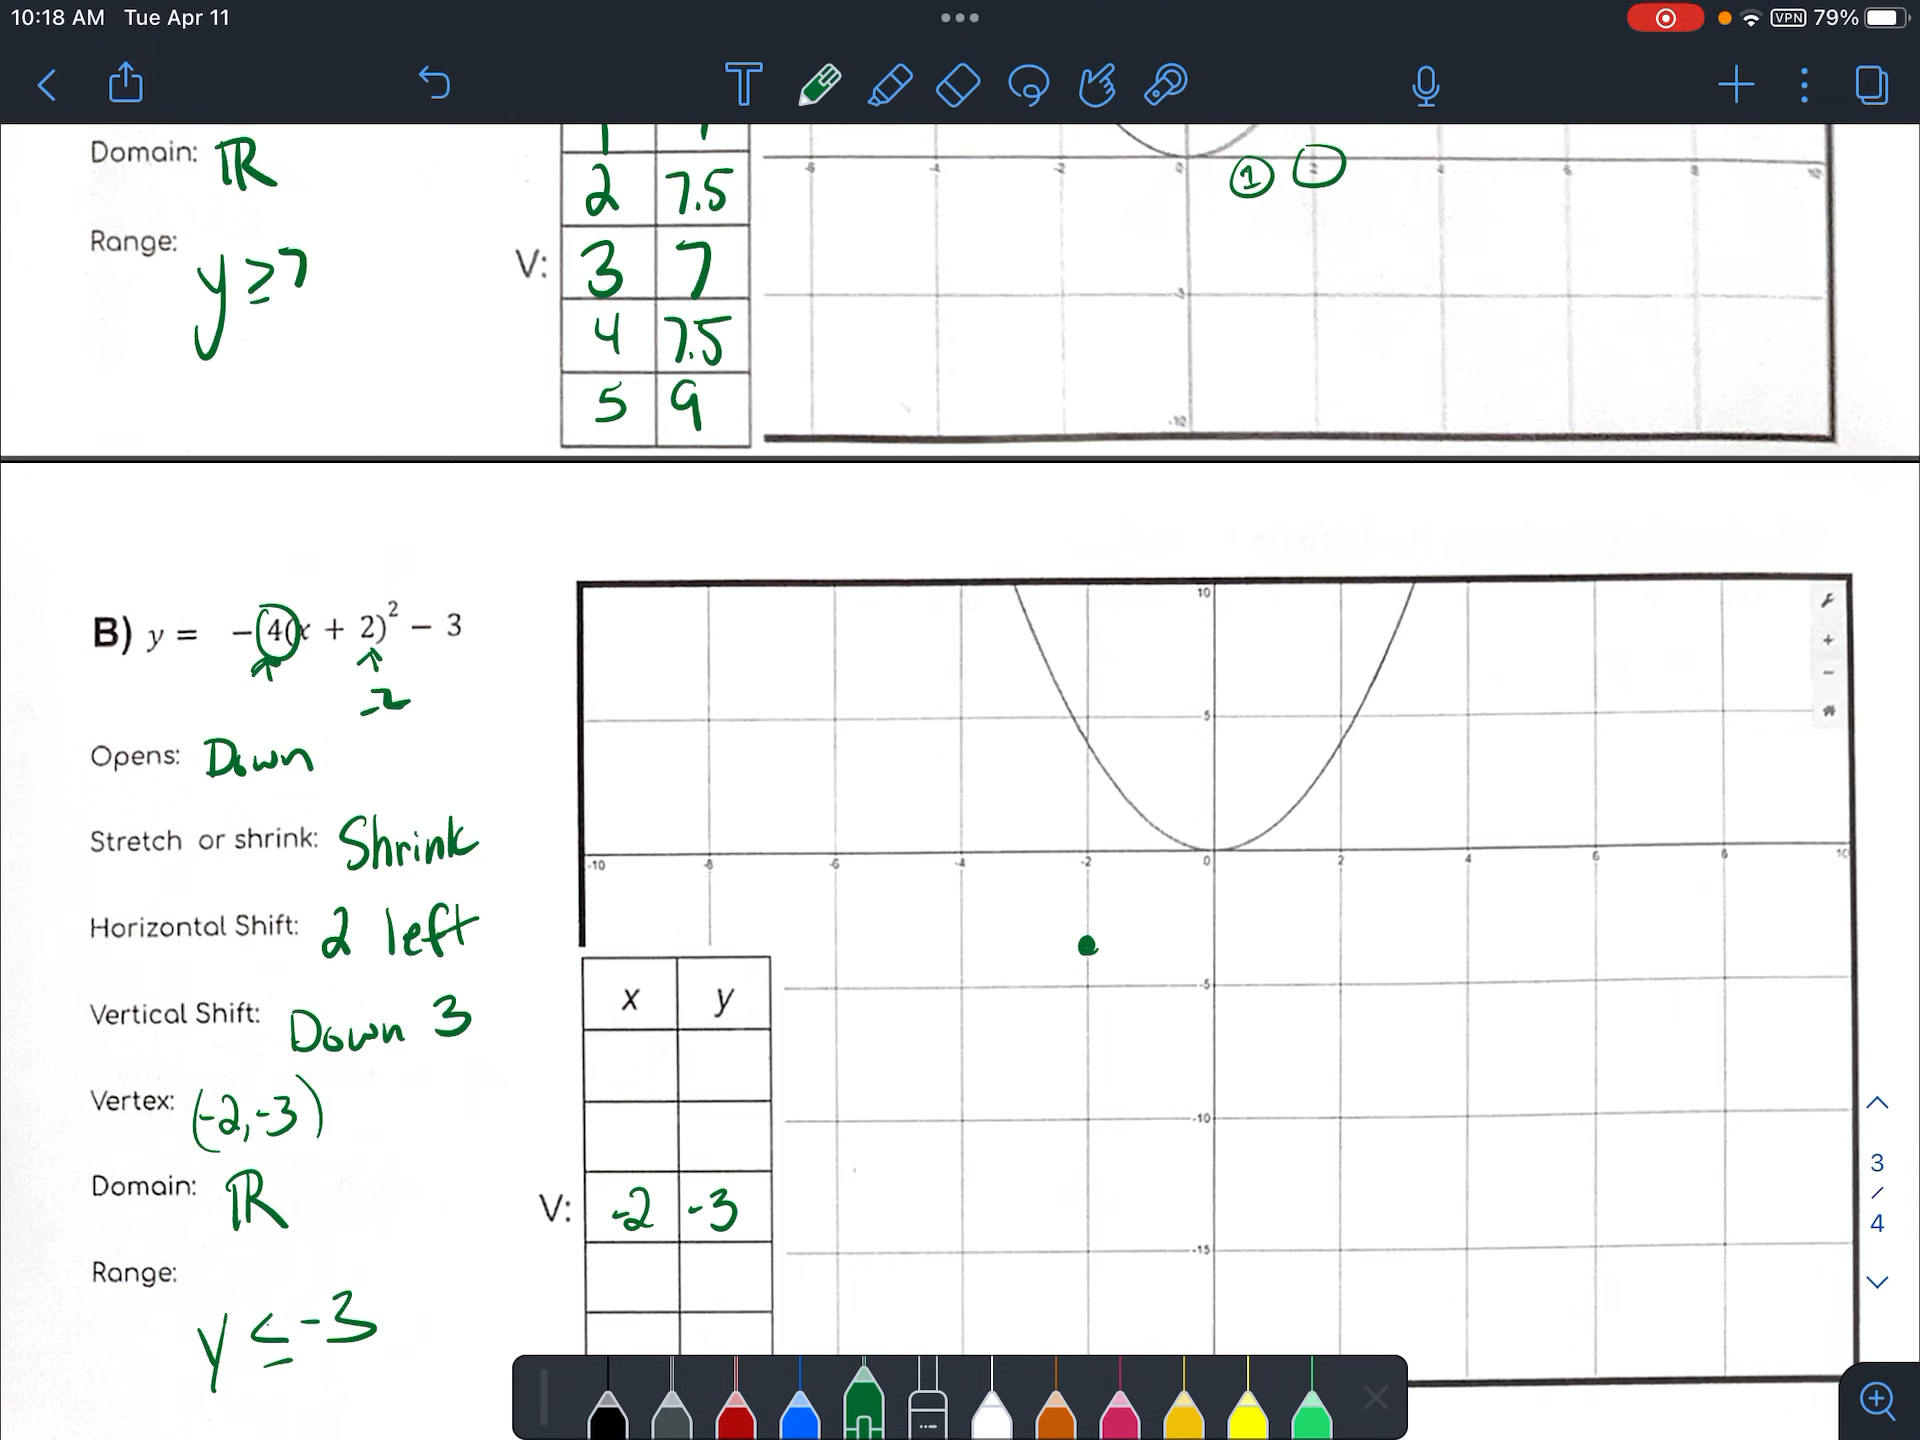 10:18 AM Tue Apr 11
VPN 79%
T
Domain: ℝ
Range:
y ≥ 7
2 7.5
V: 3 7
4 7.5
5 9
1
-10
B) y = -4(x + 2)² - 3
-2
Opens: Down
Stretch or shrink: Shrink
Horizontal Shift: 2 left
Vertical Shift: Down 3
Vertex: (-2,-3)
Domain: ℝ
Range:
y ≤ -3
10
5
-10 -8 -6 -4 -2 0 2 4 6 8 10
-5
-10
-15
x y
V: -2 -3
3
/
4